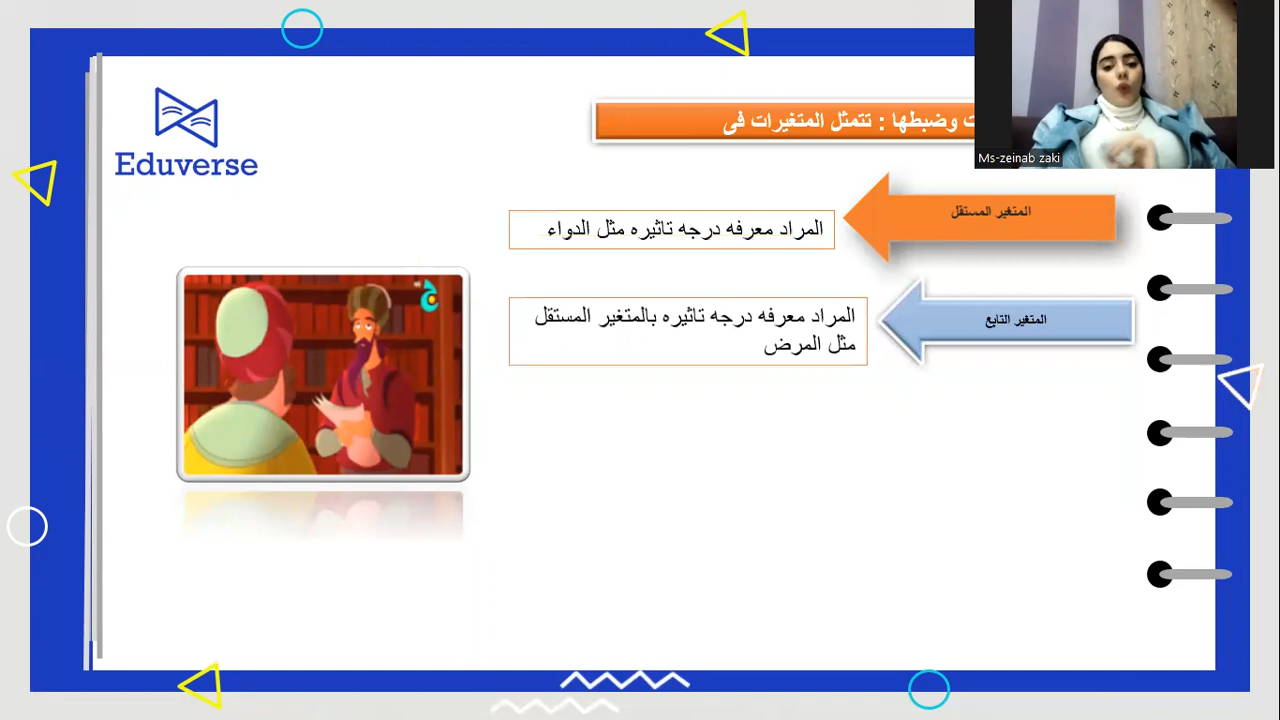 Eduverse
ت وضبطها : تتمثل المتغيرات فى
Ms-zeinab zaki
المتغير المستقل
المراد معرفه درجه تاثيره مثل الدواء
المتغير التابع
المراد معرفه درجه تاثيره بالمتغير المستقل
مثل المرض